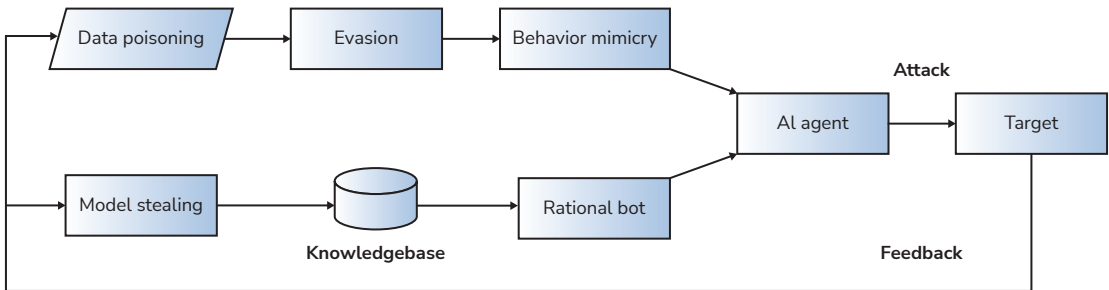 Data poisoning
Evasion
Behavior mimicry
Attack
AI agent
Target
Model stealing
Rational bot
Knowledgebase
Feedback